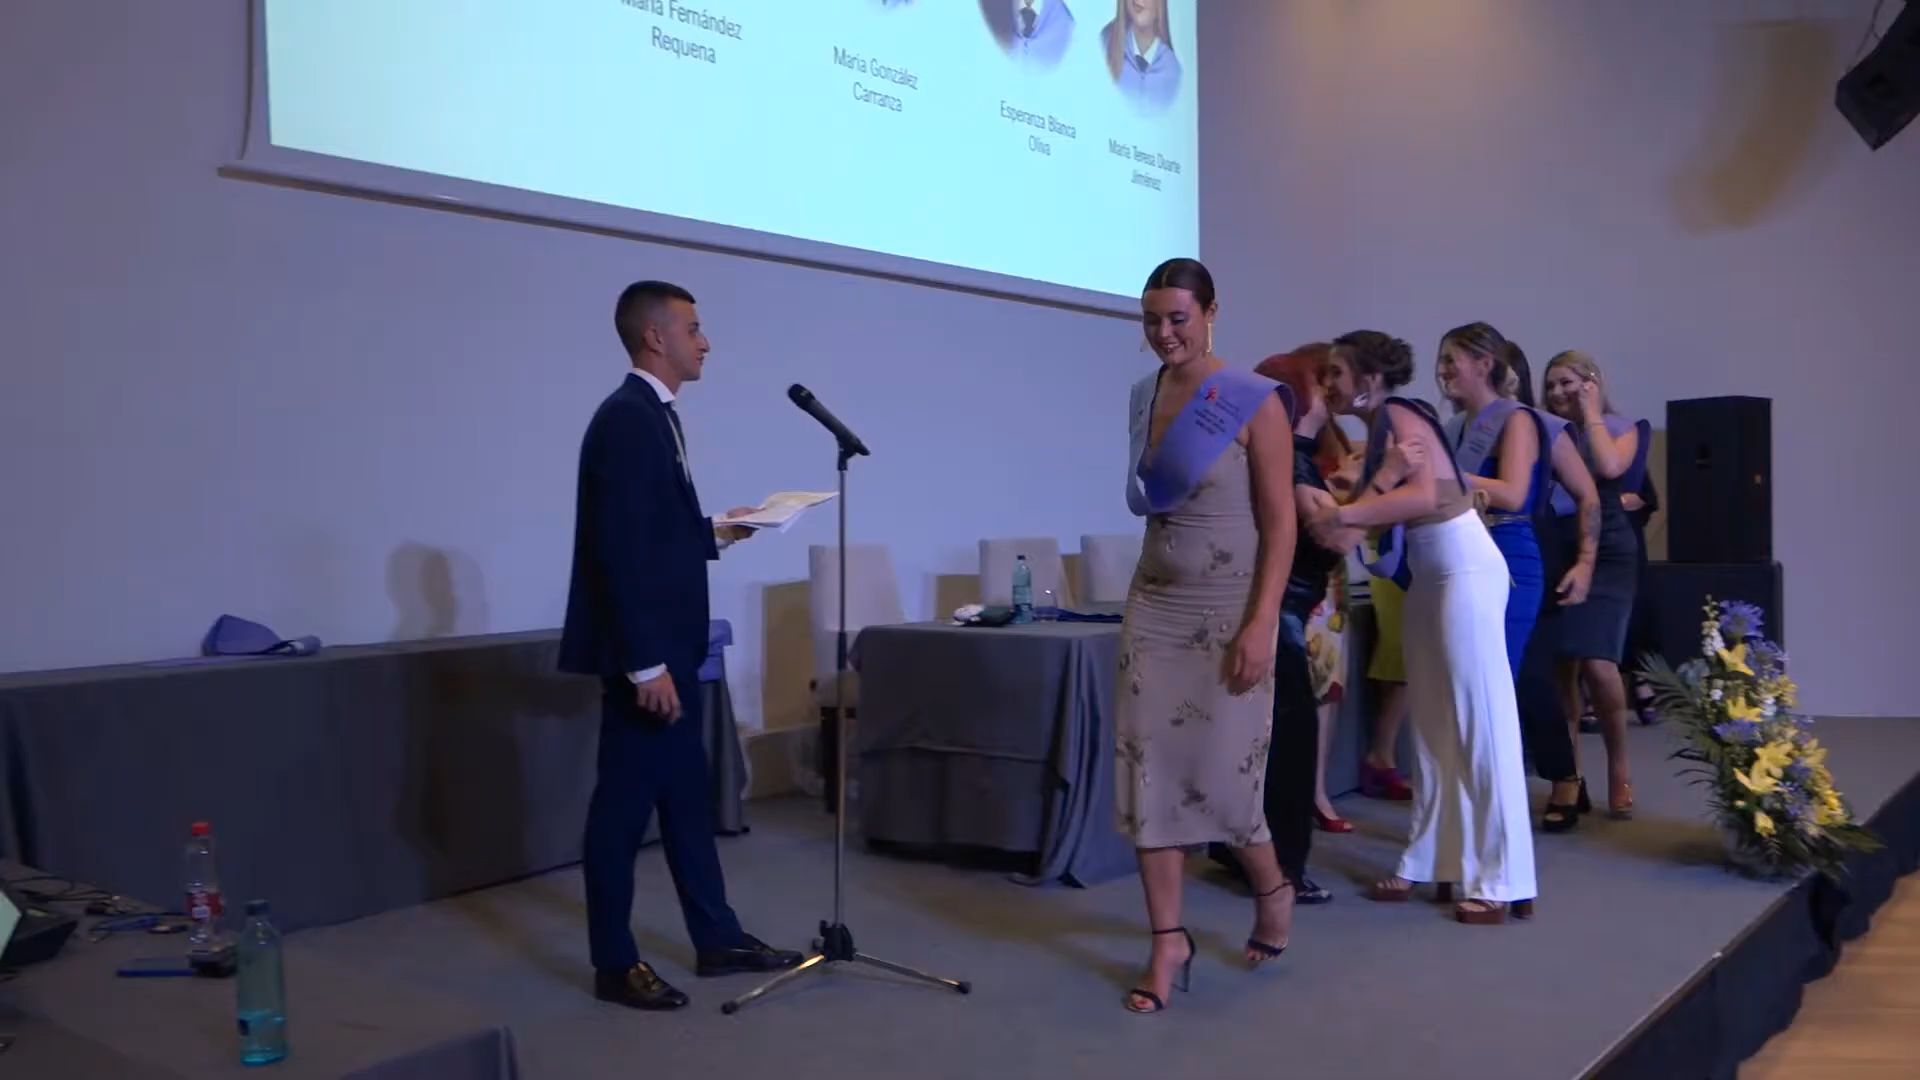 María Fernández
Requena
María González
Carranza
Esperanza Blanca
Oliva
María Teresa Duarte
Jiménez